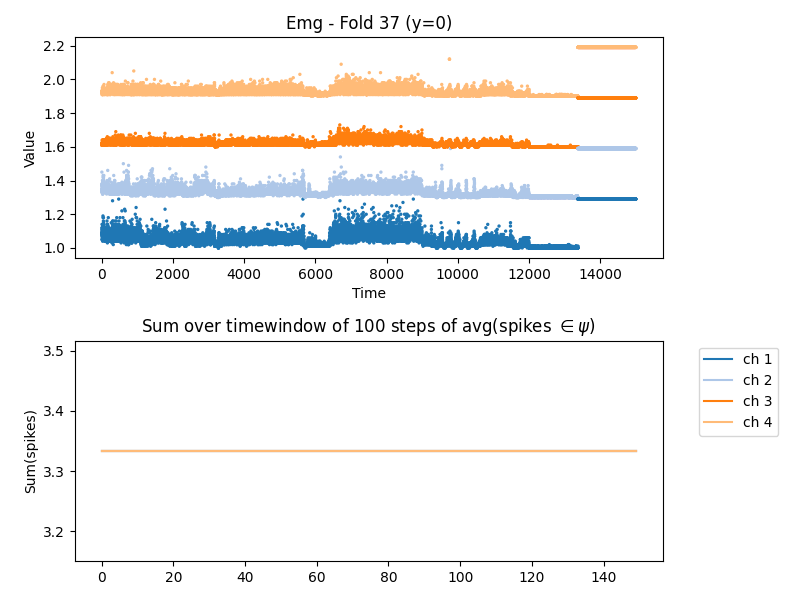 Emg - Fold 37 (y=0)
2.2
2.0
1.8
1.6
1.4
1.2
1.0
Value
0 2000 4000 6000 8000 10000 12000 14000
Time
Sum over timewindow of 100 steps of avg(spikes ∈ ψ)
3.5
3.4
3.3
3.2
Sum(spikes)
0 20 40 60 80 100 120 140
ch 1
ch 2
ch 3
ch 4